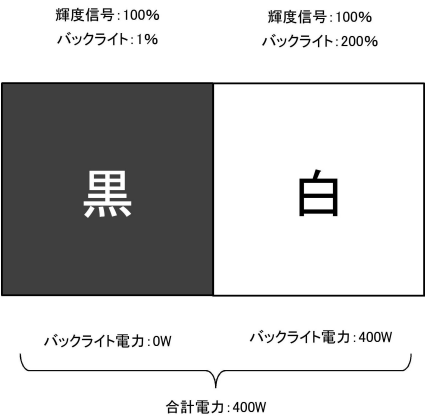 輝度信号：100％
バックライト：1％
輝度信号：100％
バックライト：200％
黒
白
バックライト電力：0W
バックライト電力：400W
合計電力：400W